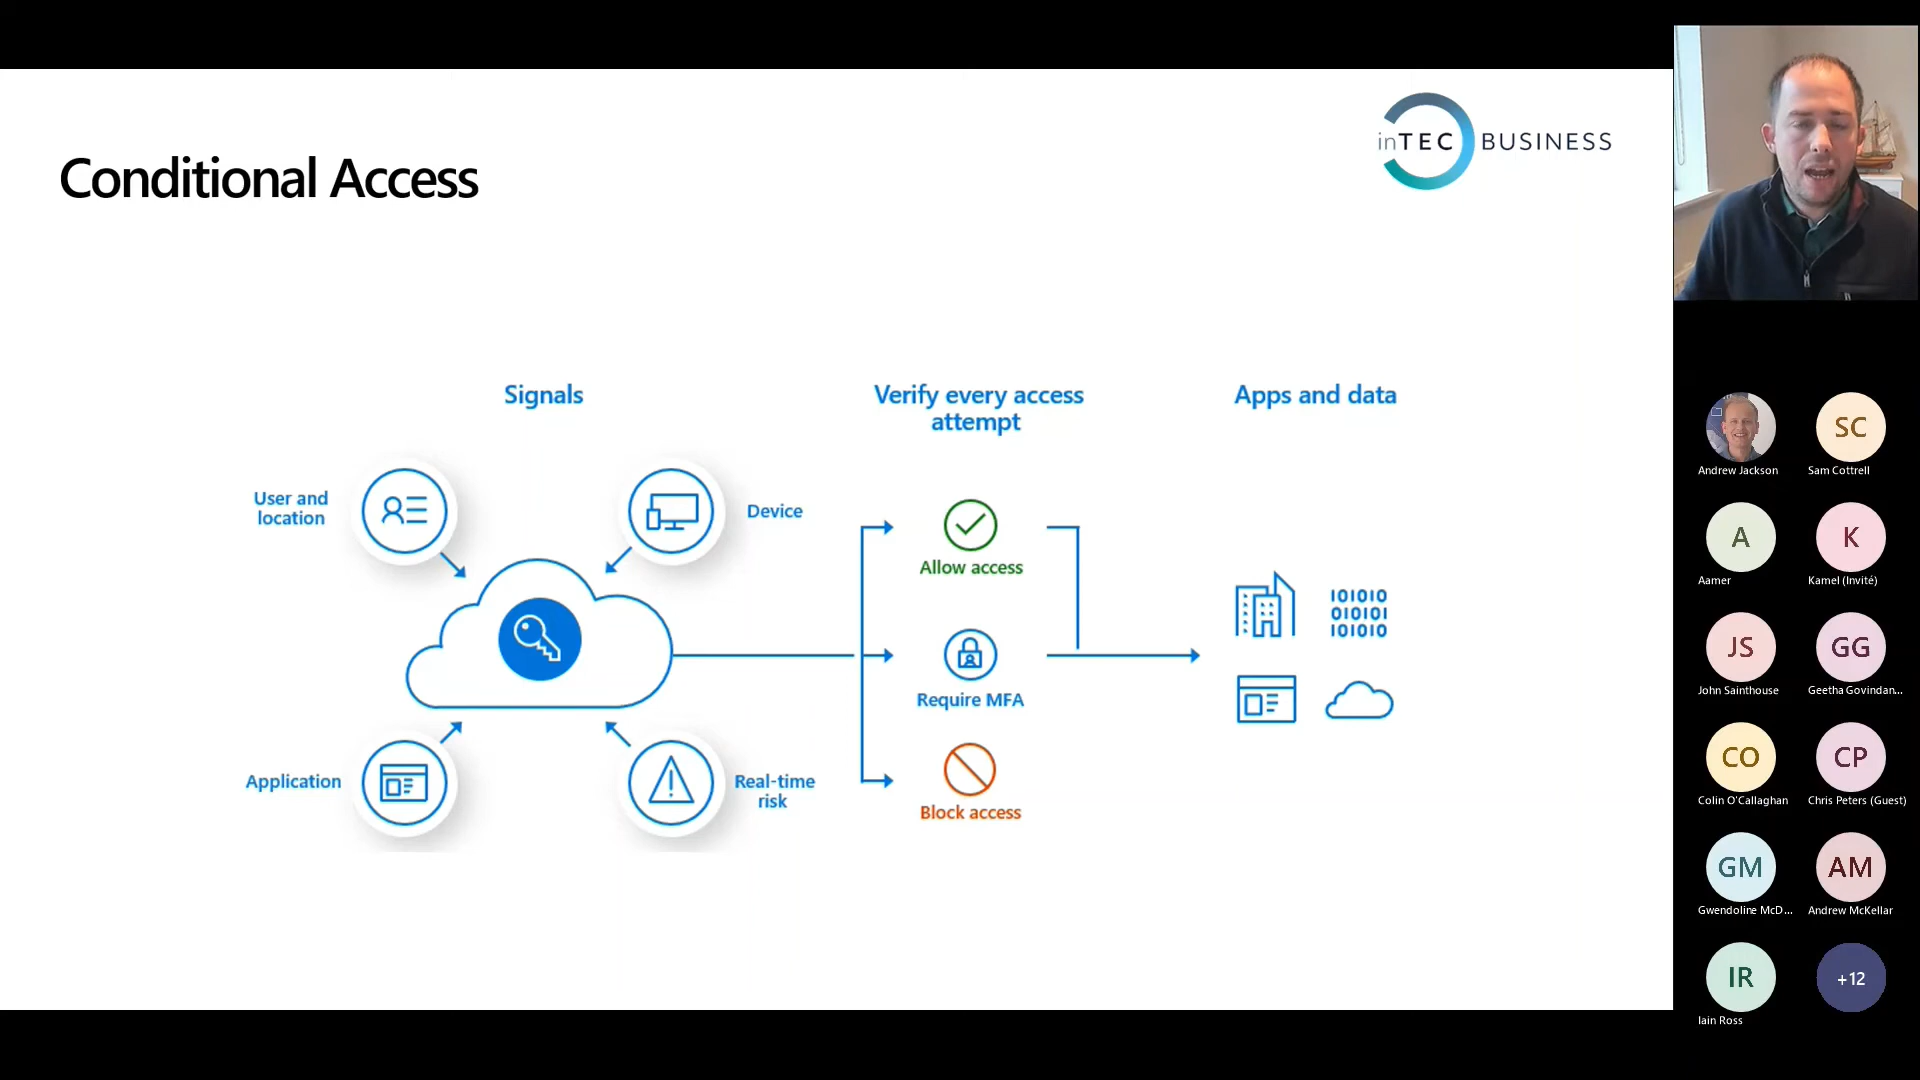 Conditional Access
inTEC BUSINESS
Signals
Verify every access
attempt
Apps and data
User and
location
Device
Allow access
Require MFA
Application
Real-time
risk
Block access
101010
010101
101010
Andrew Jackson
SC
Sam Cottrell
A
Aamer
K
Kamel (Invité)
JS
John Sainthouse
GG
Geetha Govindan...
CO
Colin O'Callaghan
CP
Chris Peters (Guest)
GM
Gwendoline McD...
AM
Andrew McKellar
IR
Iain Ross
+12